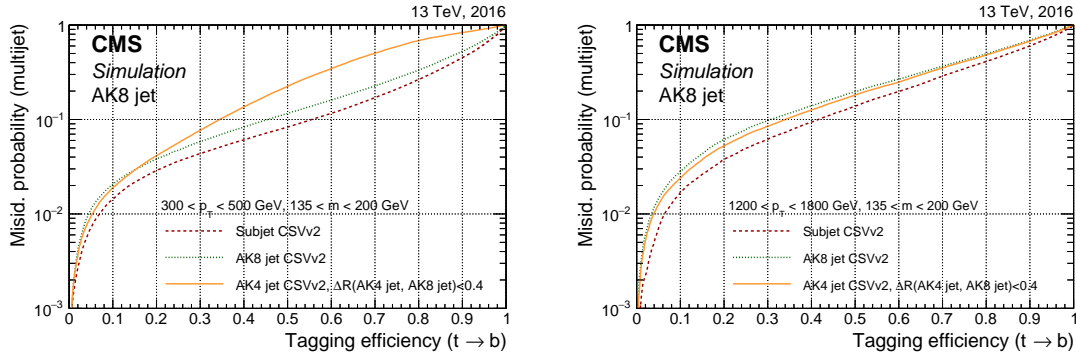 13 TeV, 2016
CMS
Simulation
AK8 jet
Misid. probability (multijet)
1
10⁻¹
10⁻²
10⁻³
300 < p_T < 500 GeV, 135 < m < 200 GeV
Subjet CSVv2
AK8 jet CSVv2
AK4 jet CSVv2, ΔR(AK4 jet, AK8 jet)<0.4
0 0.1 0.2 0.3 0.4 0.5 0.6 0.7 0.8 0.9 1
Tagging efficiency (t → b)
13 TeV, 2016
CMS
Simulation
AK8 jet
Misid. probability (multijet)
1
10⁻¹
10⁻²
10⁻³
1200 < p_T < 1800 GeV, 135 < m < 200 GeV
Subjet CSVv2
AK8 jet CSVv2
AK4 jet CSVv2, ΔR(AK4 jet, AK8 jet)<0.4
0 0.1 0.2 0.3 0.4 0.5 0.6 0.7 0.8 0.9 1
Tagging efficiency (t → b)